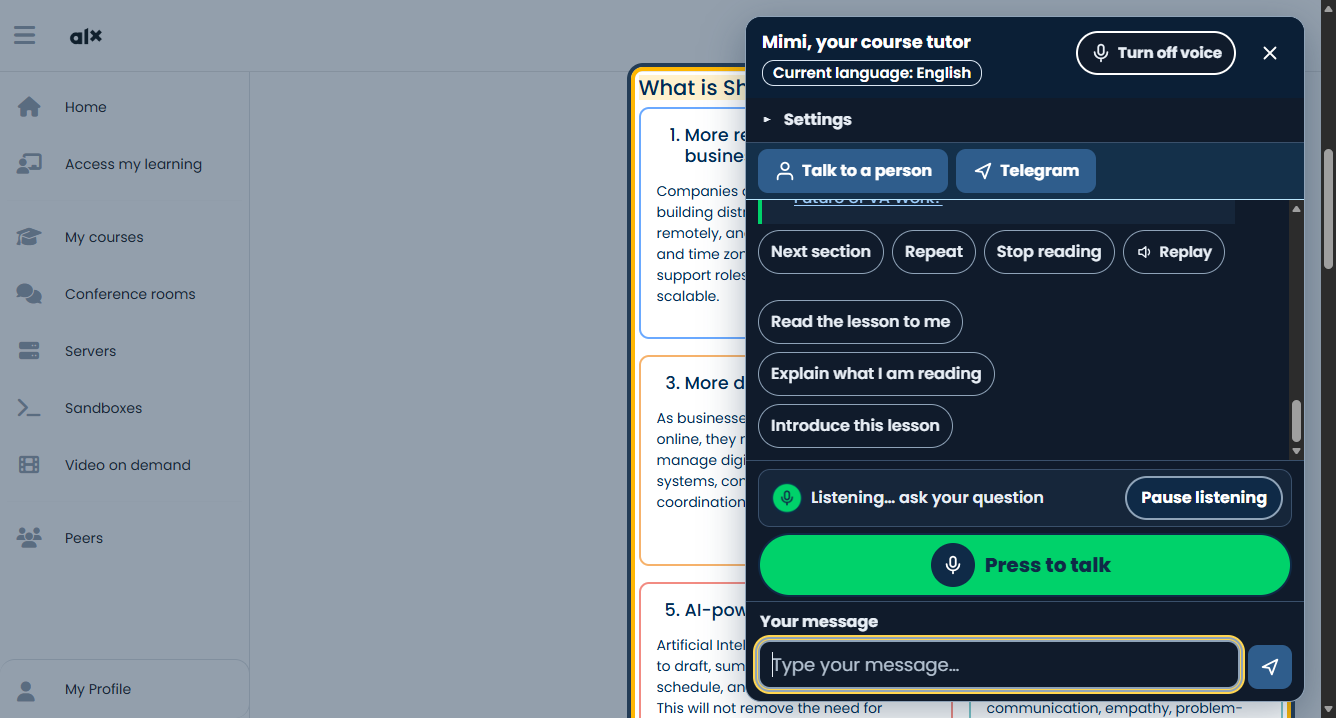 alx
Home
Access my learning
My courses
Conference rooms
Servers
Sandboxes
Video on demand
Peers
My Profile
What is Sh
1. More re
busine
Companies
building distr
remotely, an
and time zon
support roles
scalable.
3. More d
As businesse
online, they
manage digi
systems, co
coordination
5. AI-pow
Artificial Intel
to draft, sum
schedule, an
This will not remove the need for
communication, empathy, problem-
Mimi, your course tutor
Current language: English
Turn off voice
Settings
Talk to a person
Telegram
Future of VA Work?
Next section
Repeat
Stop reading
Replay
Read the lesson to me
Explain what I am reading
Introduce this lesson
Listening... ask your question
Pause listening
Press to talk
Your message
Type your message...